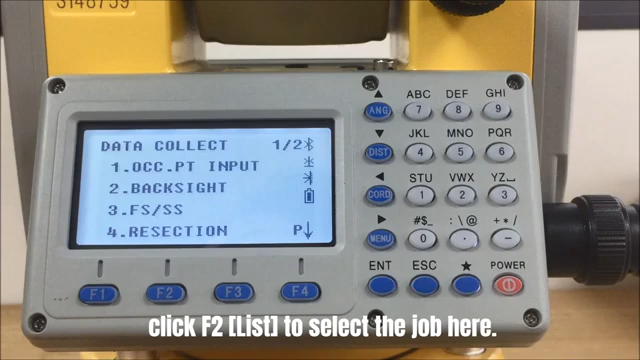 3148759
DATA COLLECT 1/2
1.OCC.PT INPUT
2.BACKSIGHT
3.FS/SS
4.RESECTION P↓
F1 F2 F3 F4
ABC DEF GHI
ANG 7 8 9
JKL MNO PQR
DIST 4 5 6
STU VWX YZ_
CORD 1 2 3
#$_ :\@ +*/
MENU 0 . −
ENT ESC ★ POWER
click F2 [List] to select the job here.